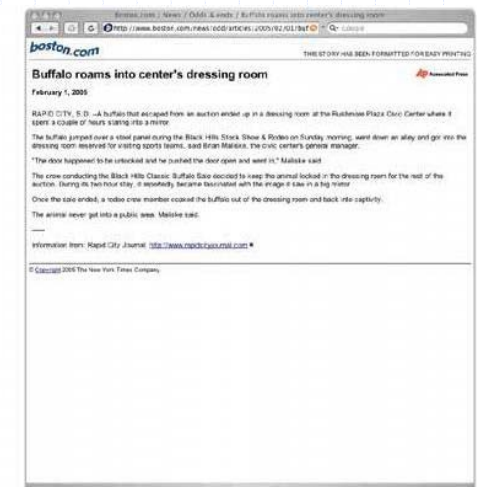 Boston.com / News / Odds & ends / Buffalo roams into center's dressing room
http://www.boston.com/news/odd/articles/2005/02/01/buf
Google
boston.com
THIS STORY HAS BEEN FORMATTED FOR EASY PRINTING
Buffalo roams into center's dressing room
AP Associated Press
February 1, 2005
RAPID CITY, S.D. --A buffalo that escaped from an auction ended up in a dressing room at the Rushmore Plaza Civic Center where it
spent a couple of hours staring into a mirror.
The buffalo jumped over a steel panel during the Black Hills Stock Show & Rodeo on Sunday morning, went down an alley and got into the
dressing room reserved for visiting sports teams, said Brian Maliske, the civic center's general manager.
"The door happened to be unlocked and he pushed the door open and went in," Maliske said.
The crew conducting the Black Hills Classic Buffalo Sale decided to keep the animal locked in the dressing room for the rest of the
auction. During its two hour stay, it repeatedly became fascinated with the image it saw in a big mirror.
Once the sale ended, a rodeo crew member coaxed the buffalo out of the dressing room and back into captivity.
The animal never got into a public area, Maliske said.
-----
Information from: Rapid City Journal, http://www.rapidcityjournal.com
© Copyright 2005 The New York Times Company